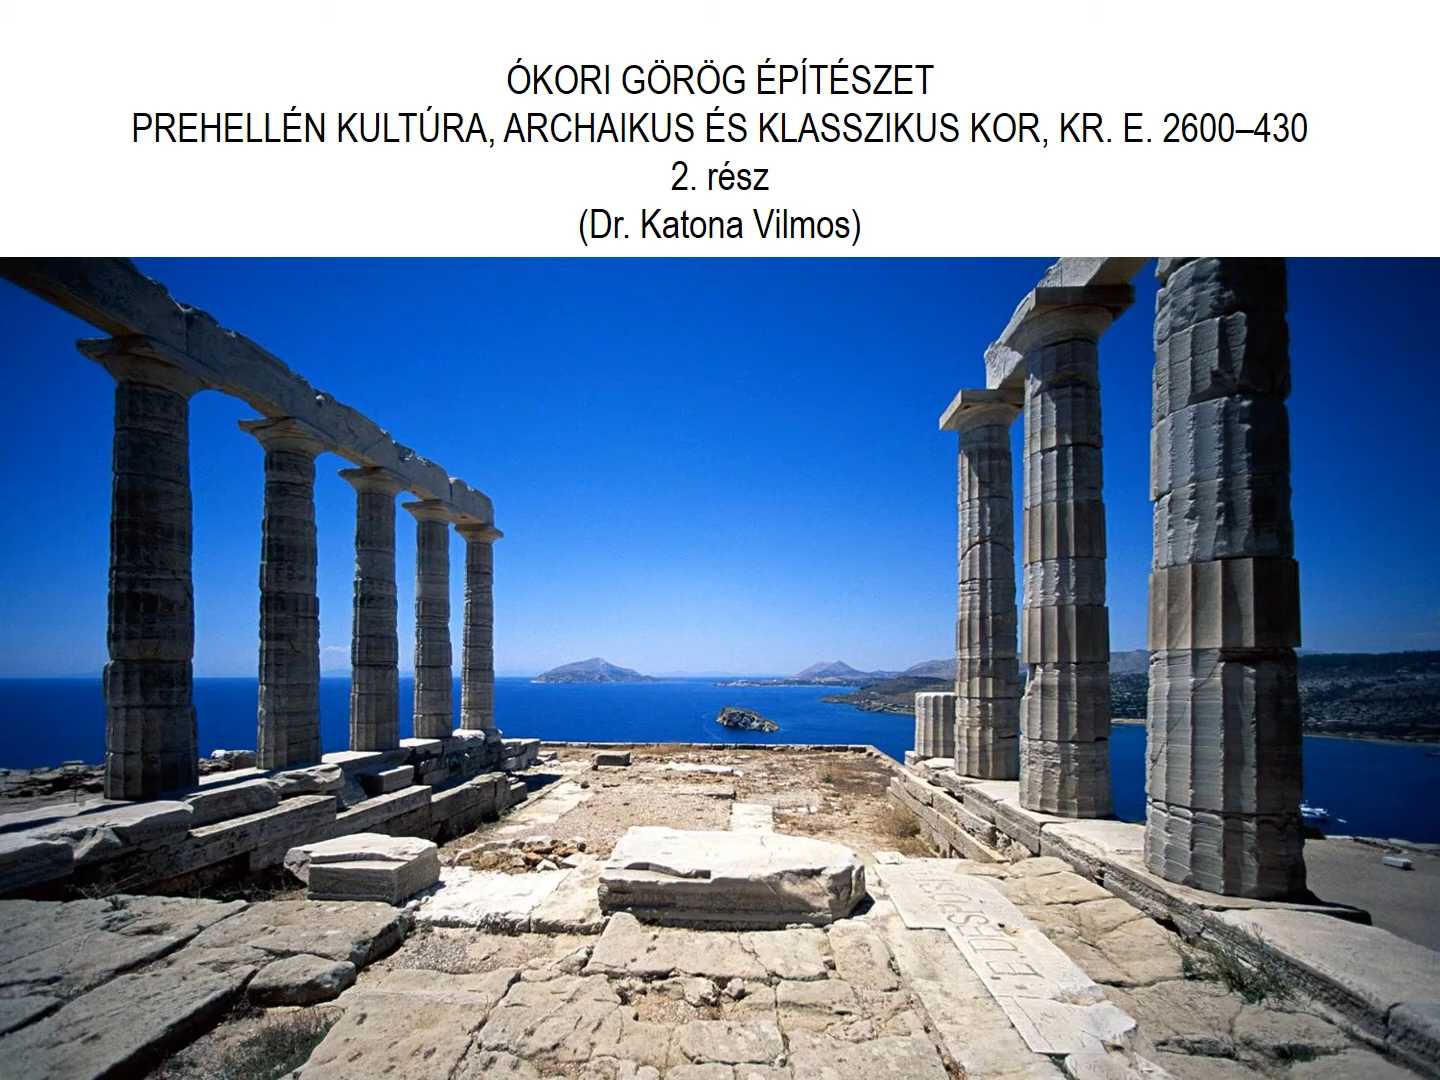 ÓKORI GÖRÖG ÉPÍTÉSZET
PREHELLÉN KULTÚRA, ARCHAIKUS ÉS KLASSZIKUS KOR, KR. E. 2600–430
2. rész
(Dr. Katona Vilmos)